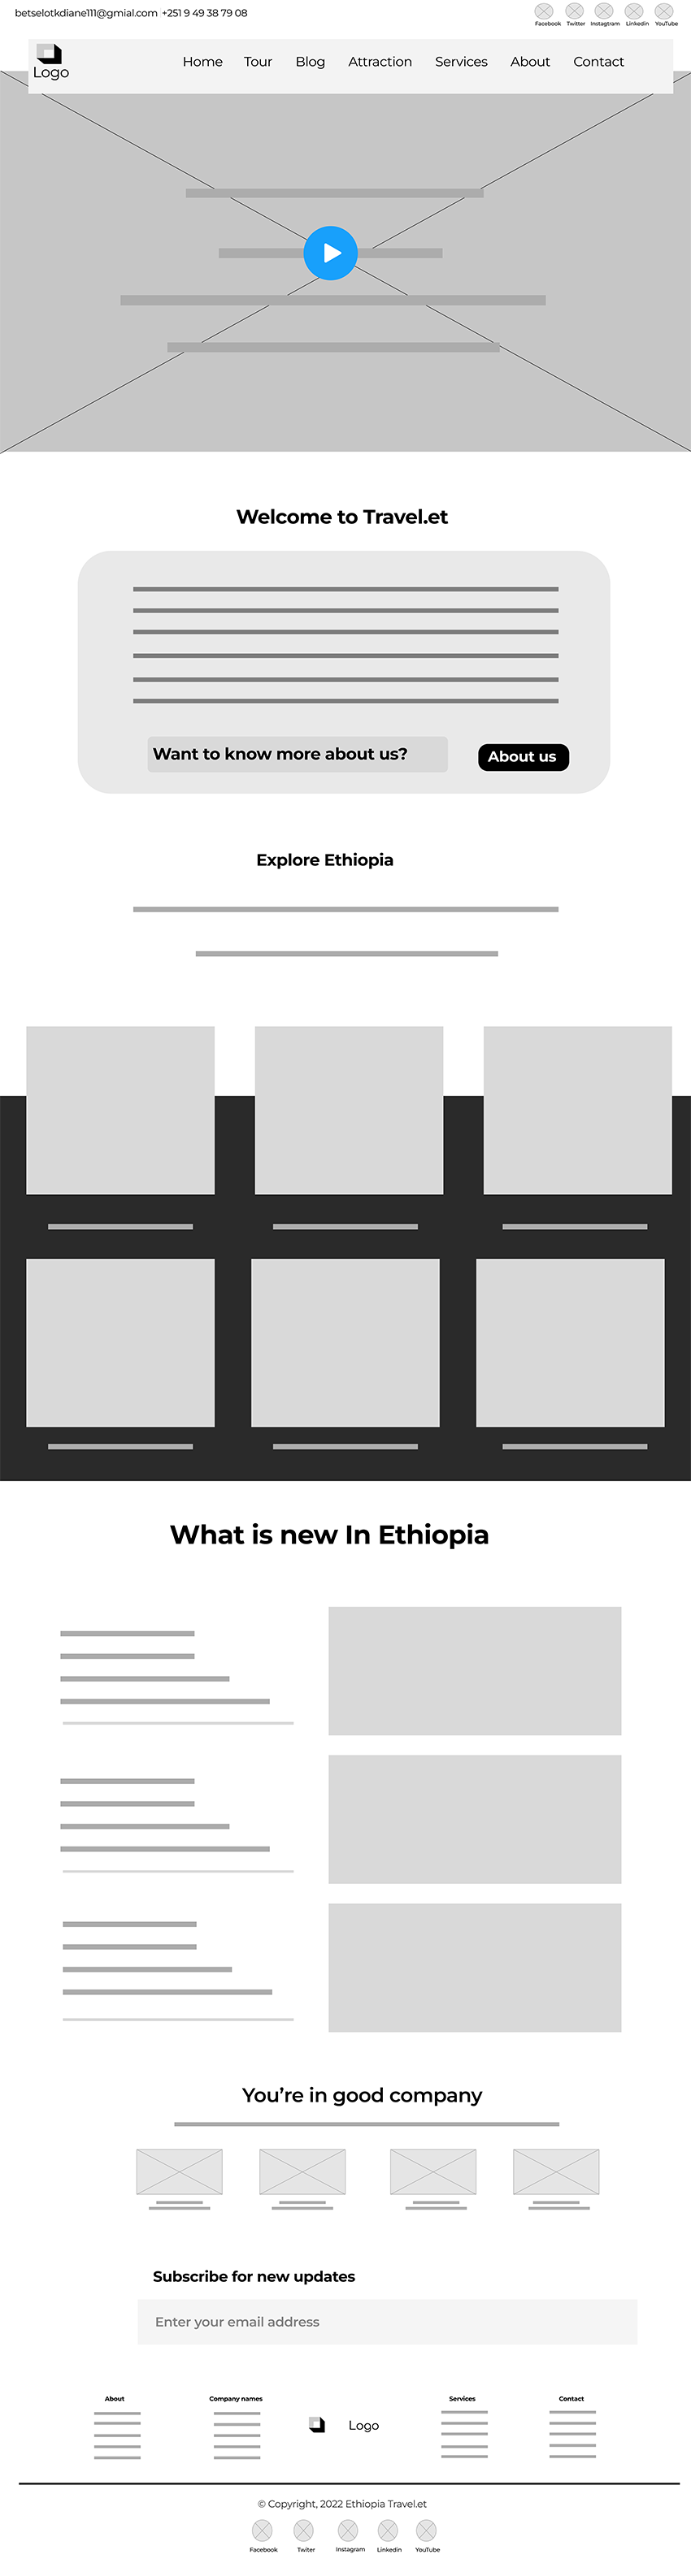 betselotkdiane111@gmial.com +251 9 49 38 79 08
Facebook Twitter Instagtram Linkedin YouTube
Logo
Home Tour Blog Attraction Services About Contact
Welcome to Travel.et
Want to know more about us? About us
Explore Ethiopia
What is new In Ethiopia
You're in good company
Subscribe for new updates
Enter your email address
About Company names Services Contact
Logo
© Copyright, 2022 Ethiopia Travel.et
Facebook Twiter Instagram Linkedin YouTube